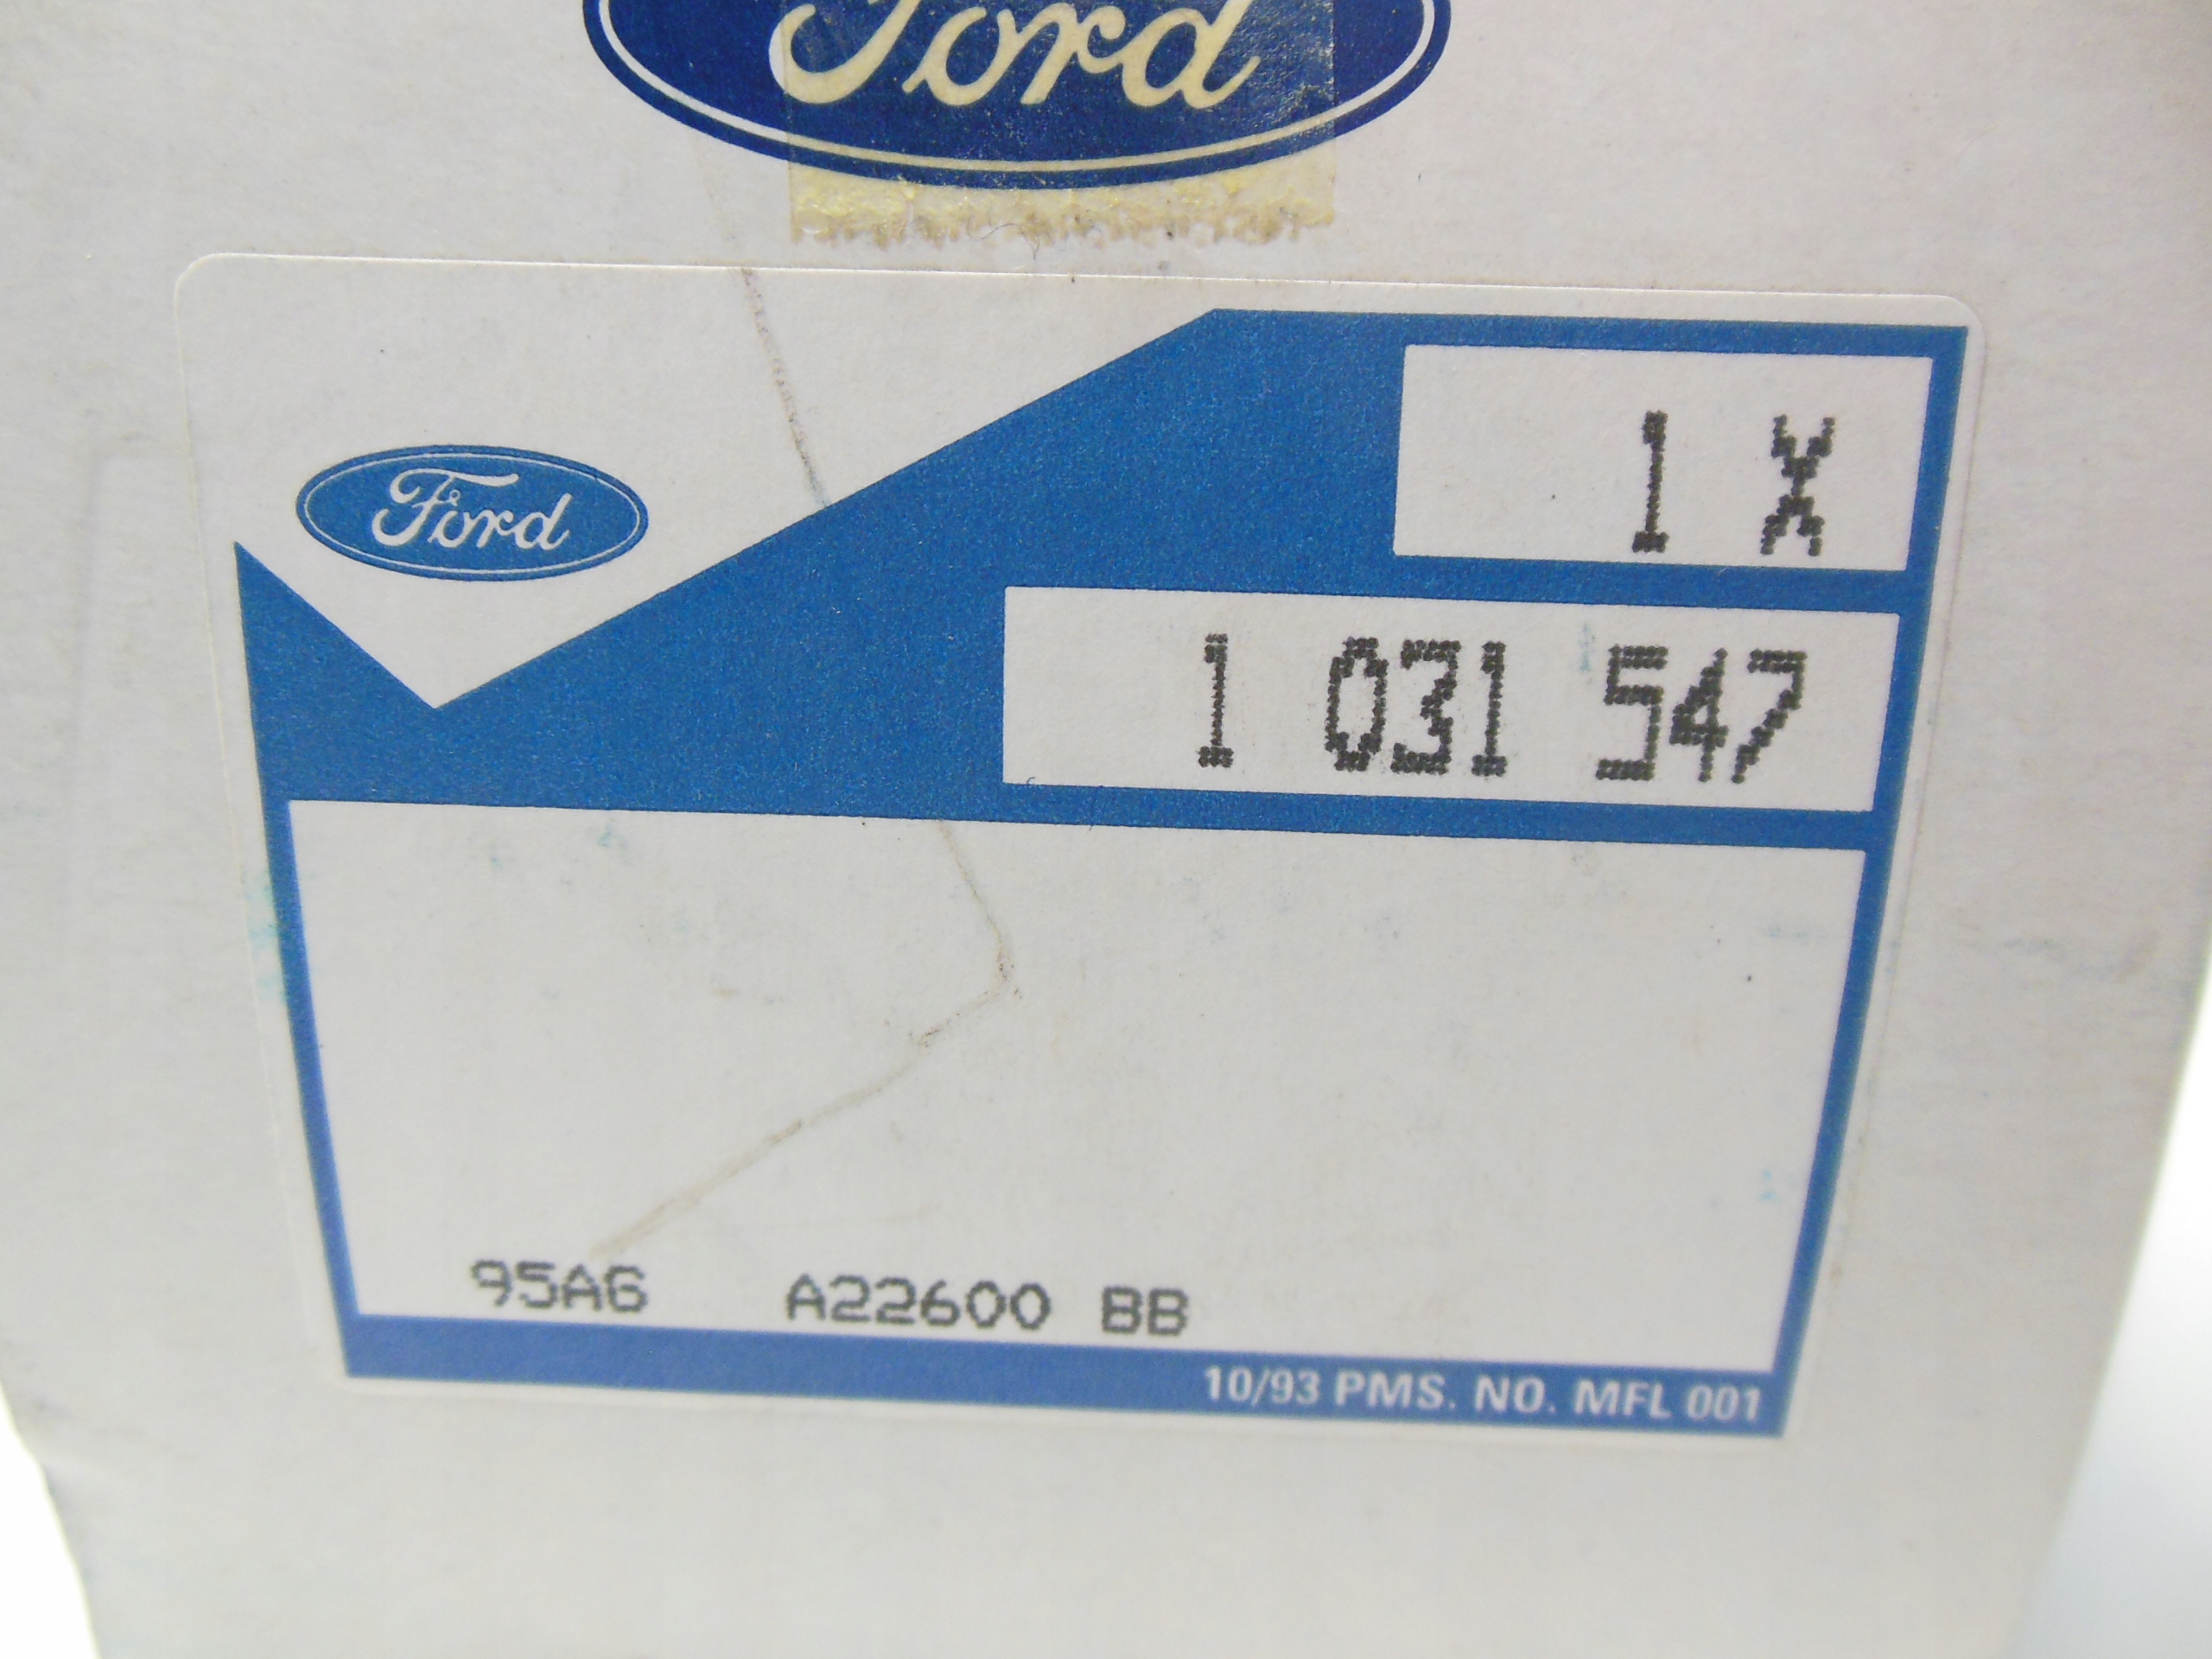 Ford
Ford
1 X
1 031 547
95AG A22600 BB
10/93 PMS. NO. MFL 001